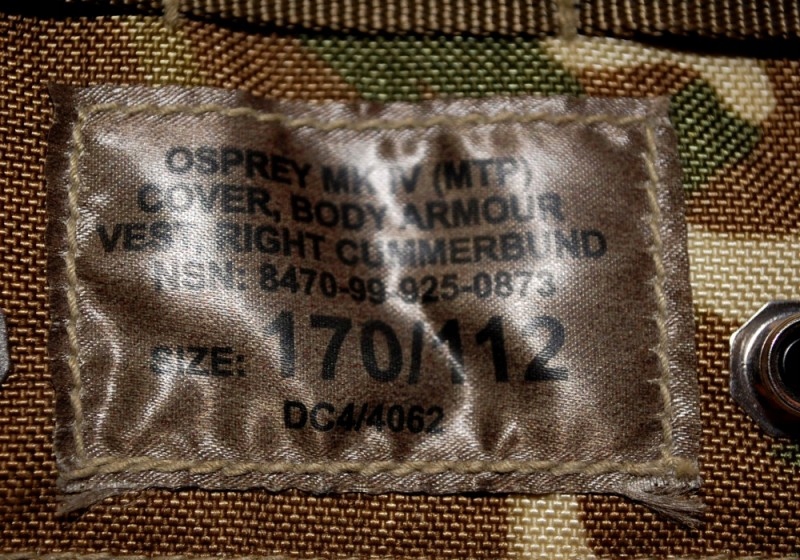 OSPREY MK IV (MTP)
COVER, BODY ARMOUR
VEST RIGHT CUMMERBUND
NSN: 8470-99-925-0873
SIZE: 170/112
DC4/4062